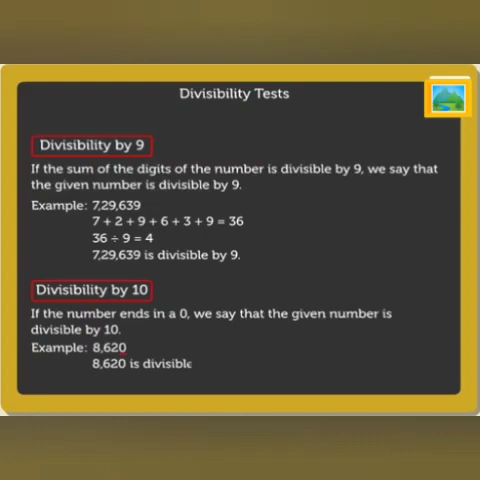 Divisibility Tests
Divisibility by 9
If the sum of the digits of the number is divisible by 9, we say that
the given number is divisible by 9.
Example: 7,29,639
7 + 2 + 9 + 6 + 3 + 9 = 36
36 ÷ 9 = 4
7,29,639 is divisible by 9.
Divisibility by 10
If the number ends in a 0, we say that the given number is
divisible by 10.
Example: 8,620
8,620 is divisible